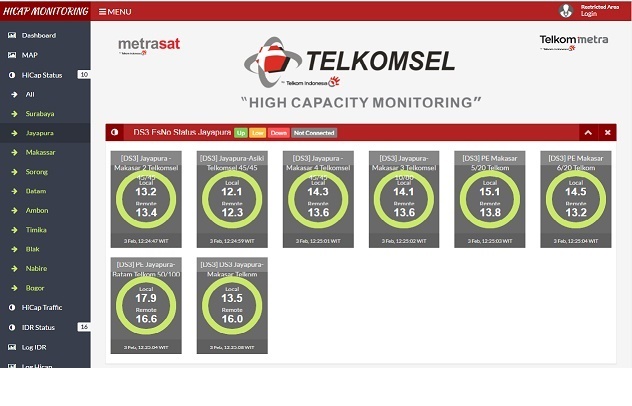 HICAP MONITORING
MENU
Restricted Area
Login
Dashboard
MAP
HiCap Status 10
All
Surabaya
Jayapura
Makassar
Sorong
Batam
Ambon
Timika
Biak
Nabire
Bogor
HiCap Traffic
IDR Status 16
Log IDR
Log Hicap
metrasat
by Telkom Indonesia
TELKOMSEL
by Telkom Indonesia
Telkommetra
by Telkom Indonesia
"HIGH CAPACITY MONITORING"
DS3 EsNo Status Jayapura Up Low Down Not Connected
[DS3] Jayapura -
Makasar 2 Telkomsel
Local
13.2
Remote
13.4
3 Feb, 12:24:47 WIT
[DS3] Jayapura-Asiki
Telkomsel 45/45
Local
12.1
Remote
12.3
3 Feb, 12:24:59 WIT
[DS3] Jayapura -
Makasar 4 Telkomsel
Local
14.3
Remote
13.6
3 Feb, 12:25:01 WIT
[DS3] Jayapura -
Makasar 3 Telkomsel
Local
14.1
Remote
13.6
3 Feb, 12:25:02 WIT
[DS3] PE Makasar
5/20 Telkom
Local
15.1
Remote
13.8
3 Feb, 12:25:03 WIT
[DS3] PE Makasar
6/20 Telkom
Local
14.5
Remote
13.2
3 Feb, 12:25:04 WIT
[DS3] PE Jayapura-
Batam Telkom 50/100
Local
17.9
Remote
16.6
3 Feb, 12:25:04 WIT
[DS3] DS3 Jayapura-
Makasar Telkom
Local
13.5
Remote
16.0
3 Feb, 12:25:08 WIT